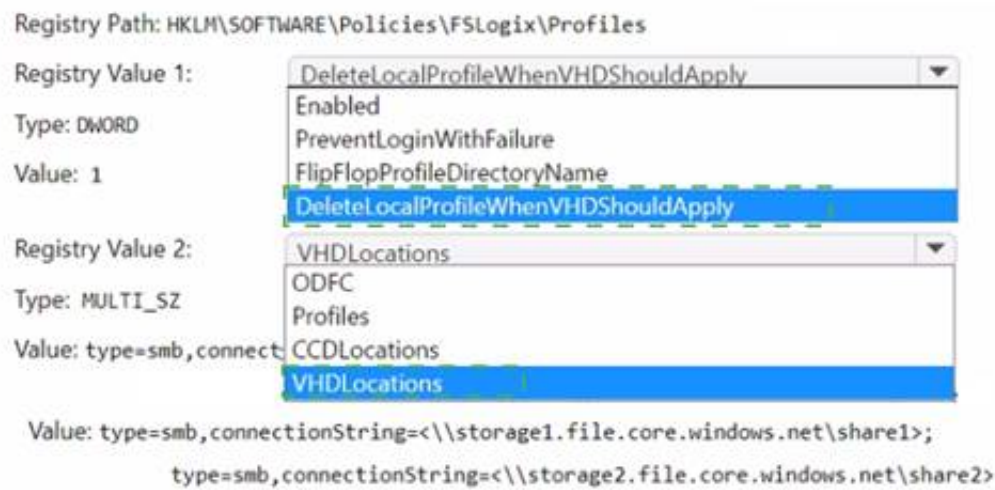 Registry Path: HKLM\SOFTWARE\Policies\FSLogix\Profiles
Registry Value 1:
DeleteLocalProfileWhenVHDShouldApply
Enabled
Type: DWORD
PreventLoginWithFailure
Value: 1
FlipFlopProfileDirectoryName
DeleteLocalProfileWhenVHDShouldApply
Registry Value 2:
VHDLocations
ODFC
Type: MULTI_SZ
Profiles
Value: type=smb,connect
CCDLocations
VHDLocations
Value: type=smb,connectionString=<\\storage1.file.core.windows.net\share1>;
type=smb,connectionString=<\\storage2.file.core.windows.net\share2>